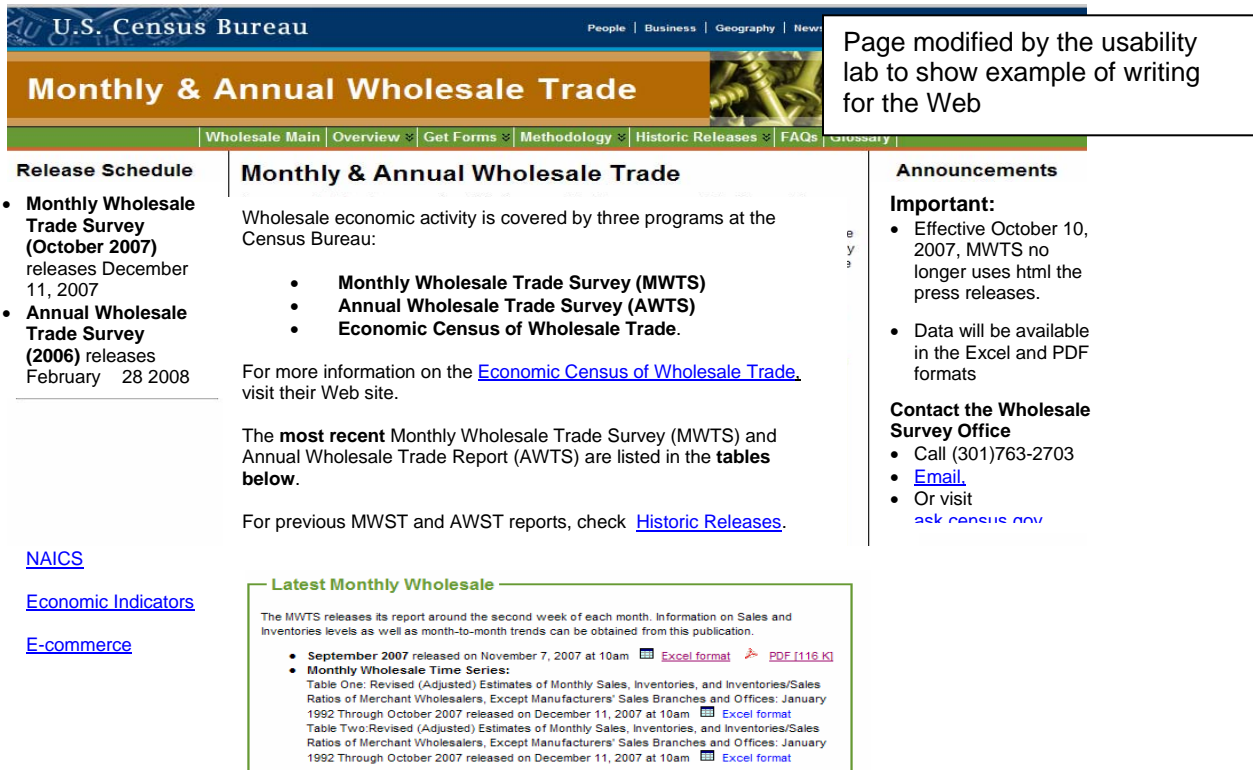 U.S. Census Bureau
People | Business | Geography | News
Page modified by the usability
lab to show example of writing
for the Web
Monthly & Annual Wholesale Trade
Wholesale Main | Overview | Get Forms | Methodology | Historic Releases | FAQs | Glossary |
Release Schedule
• Monthly Wholesale
Trade Survey
(October 2007)
releases December
11, 2007
• Annual Wholesale
Trade Survey
(2006) releases
February 28 2008
NAICS
Economic Indicators
E-commerce
Monthly & Annual Wholesale Trade
Wholesale economic activity is covered by three programs at the
Census Bureau:
• Monthly Wholesale Trade Survey (MWTS)
• Annual Wholesale Trade Survey (AWTS)
• Economic Census of Wholesale Trade.
For more information on the Economic Census of Wholesale Trade,
visit their Web site.
The most recent Monthly Wholesale Trade Survey (MWTS) and
Annual Wholesale Trade Report (AWTS) are listed in the tables
below.
For previous MWST and AWST reports, check Historic Releases.
Latest Monthly Wholesale
The MWTS releases its report around the second week of each month. Information on Sales and
Inventories levels as well as month-to-month trends can be obtained from this publication.
• September 2007 released on November 7, 2007 at 10am Excel format PDF [116 K]
• Monthly Wholesale Time Series:
Table One: Revised (Adjusted) Estimates of Monthly Sales, Inventories, and Inventories/Sales
Ratios of Merchant Wholesalers, Except Manufacturers' Sales Branches and Offices: January
1992 Through October 2007 released on December 11, 2007 at 10am Excel format
Table Two:Revised (Adjusted) Estimates of Monthly Sales, Inventories, and Inventories/Sales
Ratios of Merchant Wholesalers, Except Manufacturers' Sales Branches and Offices: January
1992 Through October 2007 released on December 11, 2007 at 10am Excel format
Announcements
Important:
• Effective October 10,
2007, MWTS no
longer uses html the
press releases.
• Data will be available
in the Excel and PDF
formats
Contact the Wholesale
Survey Office
• Call (301)763-2703
• Email,
• Or visit
ask.census.gov